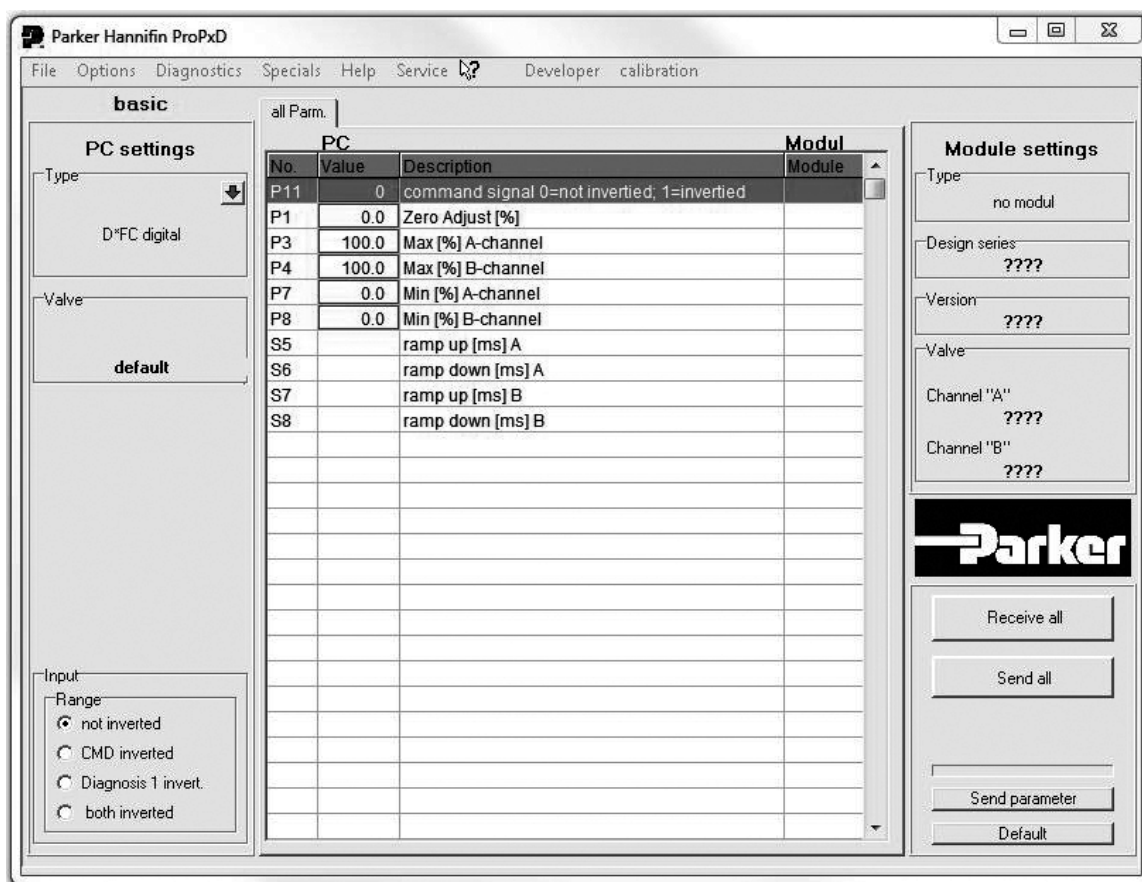 Parker Hannifin ProPxD
File Options Diagnostics Specials Help Service ? Developer calibration
basic
PC settings
Type
D*FC digital
Valve
default
Input
Range
not inverted
CMD inverted
Diagnosis 1 invert.
both inverted
all Parm.
PC Modul
No. Value Description Module
P11 0 command signal 0=not invertied; 1=invertied
P1 0.0 Zero Adjust [%]
P3 100.0 Max [%] A-channel
P4 100.0 Max [%] B-channel
P7 0.0 Min [%] A-channel
P8 0.0 Min [%] B-channel
S5 ramp up [ms] A
S6 ramp down [ms] A
S7 ramp up [ms] B
S8 ramp down [ms] B
Module settings
Type
no modul
Design series
????
Version
????
Valve
Channel "A"
????
Channel "B"
????
Parker
Receive all
Send all
Send parameter
Default